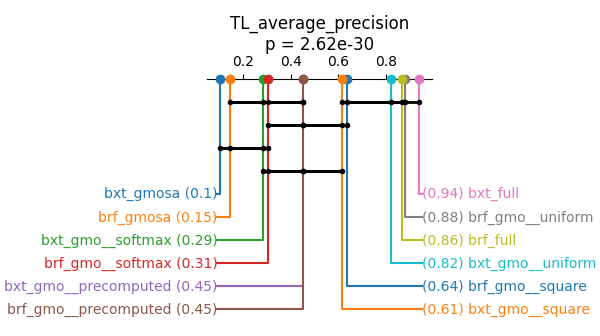 TL_average_precision
p = 2.62e-30
0.2 0.4 0.6 0.8
bxt_gmosa (0.1)
(0.94) bxt_full
brf_gmosa (0.15)
(0.88) brf_gmo__uniform
bxt_gmo__softmax (0.29)
(0.86) brf_full
brf_gmo__softmax (0.31)
(0.82) bxt_gmo__uniform
bxt_gmo__precomputed (0.45)
(0.64) brf_gmo__square
brf_gmo__precomputed (0.45)
(0.61) bxt_gmo__square